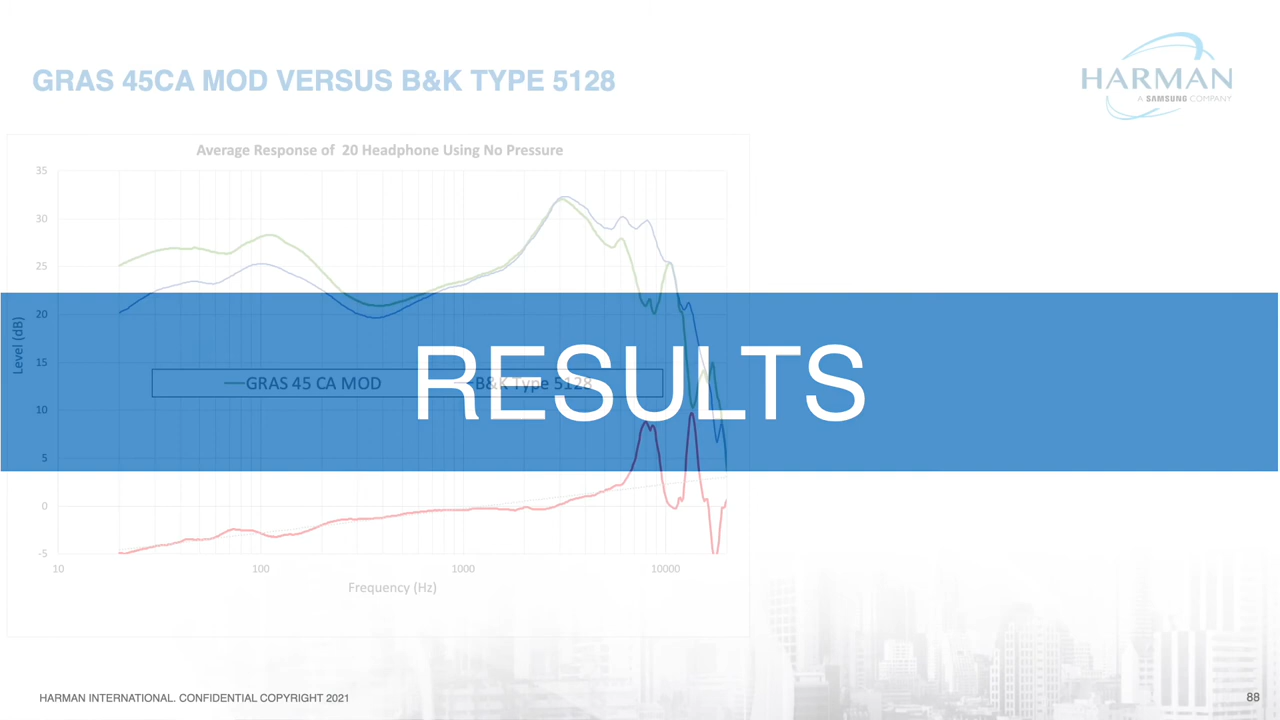 GRAS 45CA MOD VERSUS B&K TYPE 5128
HARMAN
A SAMSUNG COMPANY
Average Response of 20 Headphone Using No Pressure
35
30
25
20
15
10
5
0
-5
Level (dB)
GRAS 45 CA MOD
B&K Type 5128
RESULTS
10
100
1000
10000
Frequency (Hz)
HARMAN INTERNATIONAL. CONFIDENTIAL COPYRIGHT 2021
88